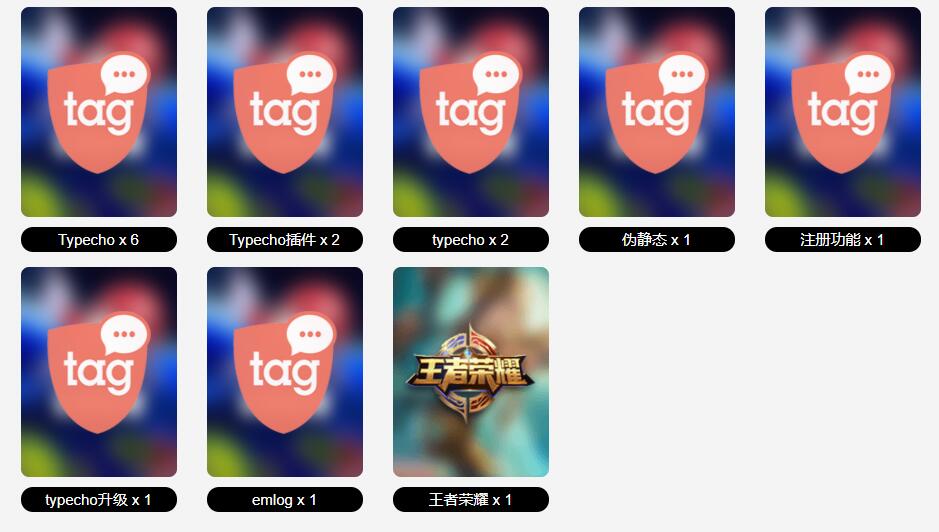 tag
tag
tag
tag
tag
Typecho x 6
Typecho插件 x 2
typecho x 2
伪静态 x 1
注册功能 x 1
tag
tag
王者荣耀
typecho升级 x 1
emlog x 1
王者荣耀 x 1